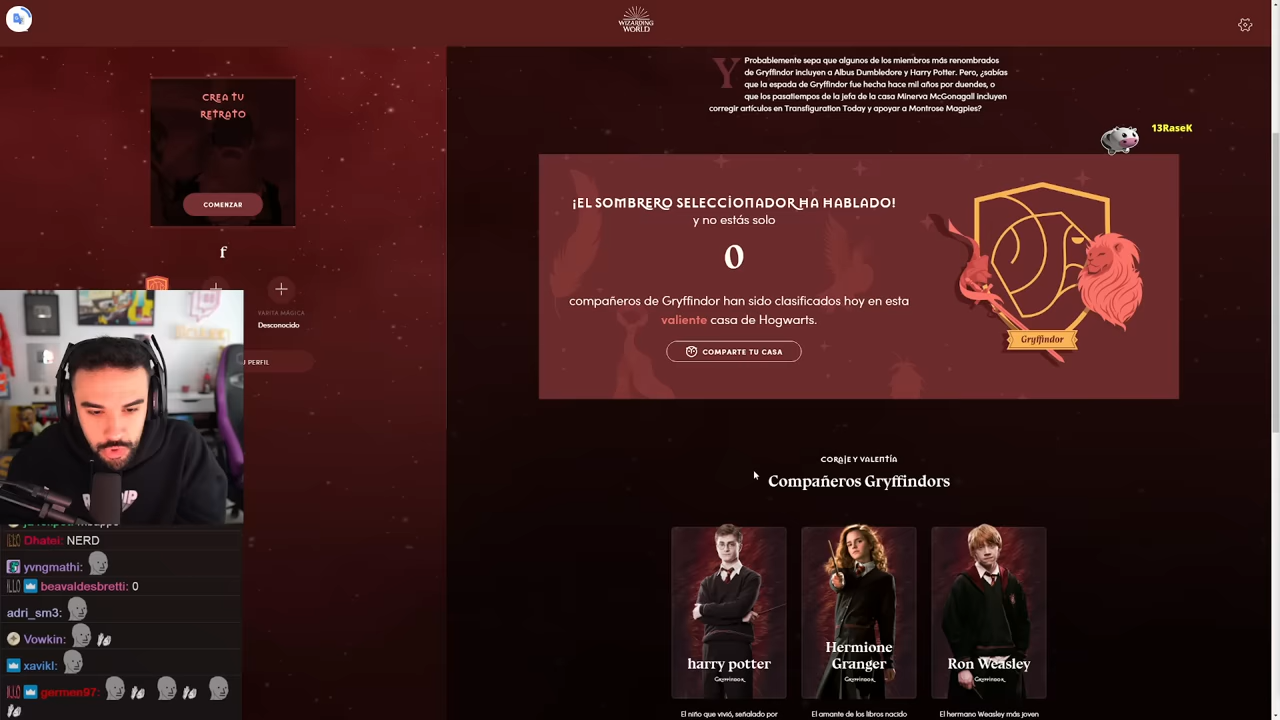 WIZARDING
WORLD
CREA TU
RETRATO
COMENZAR
f
VARITA MÁGICA
Desconocido
PERFIL
Y Probablemente sepa que algunos de los miembros más renombrados
de Gryffindor incluyen a Albus Dumbledore y Harry Potter. Pero, ¿sabías
que la espada de Gryffindor fue hecha hace mil años por duendes, o
que los pasatiempos de la jefa de la casa Minerva McGonagall incluyen
corregir artículos en Transfiguration Today y apoyar a Montrose Magpies?
13RaseK
¡EL SOMBRERO SELECCIONADOR HA HABLADO!
y no estás solo
0
compañeros de Gryffindor han sido clasificados hoy en esta
valiente casa de Hogwarts.
COMPARTE TU CASA
Gryffindor
CORAJE Y VALENTÍA
Compañeros Gryffindors
harry potter
Gryffindor
Hermione
Granger
Gryffindor
Ron Weasley
Gryffindor
El niño que vivió, señalado por
El amante de los libros nacido
El hermano Weasley más joven
Dhatei: NERD
yvngmathi:
beavaldesbretti: 0
adri_sm3:
Vowkin:
xavikl:
germen97: